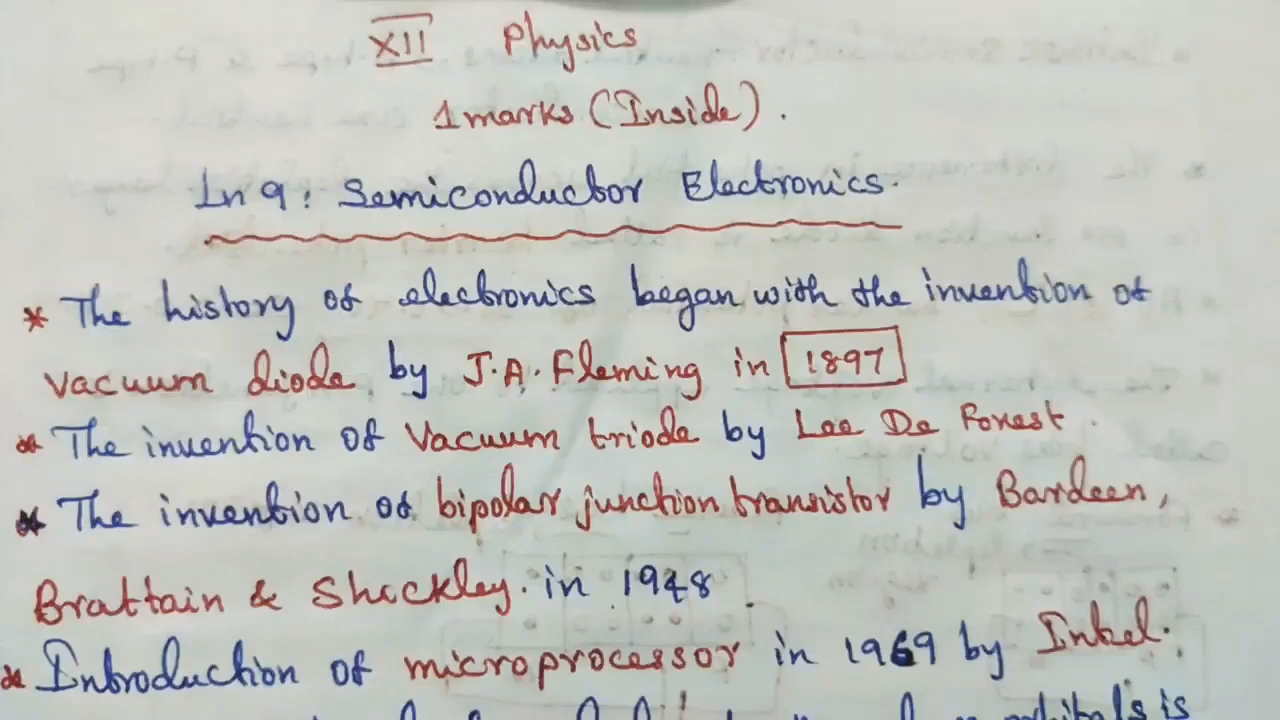 XII Physics
1 marks (Inside).
Ln 9: Semiconductor Electronics.
* The history of electronics began with the invention of
vacuum diode by J.A. Fleming in 1897
* The invention of Vacuum triode by Lee De Forest.
* The invention of bipolar junction transistor by Bardeen,
Brattain & Shockley. in 1948
* Introduction of microprocessor in 1969 by Intel.
orbitals is